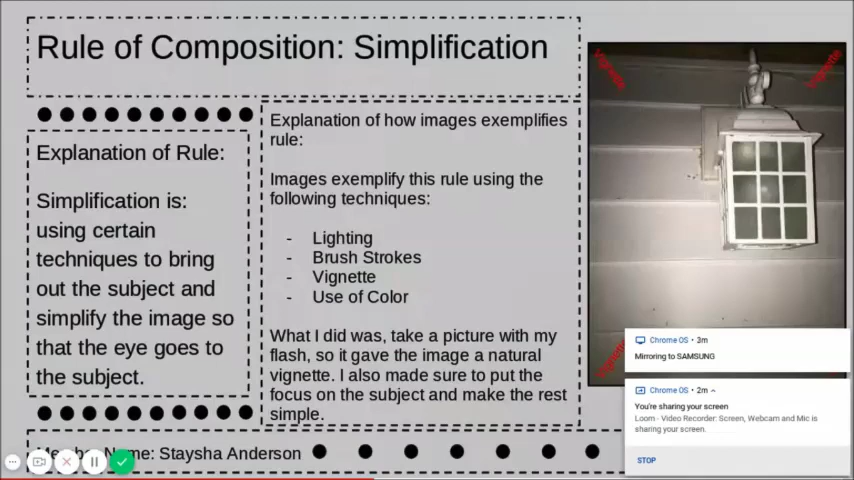 Rule of Composition: Simplification
Explanation of Rule:
Simplification is:
using certain
techniques to bring
out the subject and
simplify the image so
that the eye goes to
the subject.
Explanation of how images exemplifies
rule:
Images exemplify this rule using the
following techniques:
- Lighting
- Brush Strokes
- Vignette
- Use of Color
What I did was, take a picture with my
flash, so it gave the image a natural
vignette. I also made sure to put the
focus on the subject and make the rest
simple.
Vignette
Vignette
Vignette
Chrome OS • 3m
Mirroring to SAMSUNG
Chrome OS • 2m
You're sharing your screen
Loom - Video Recorder: Screen, Webcam and Mic is
sharing your screen.
STOP
Name: Staysha Anderson